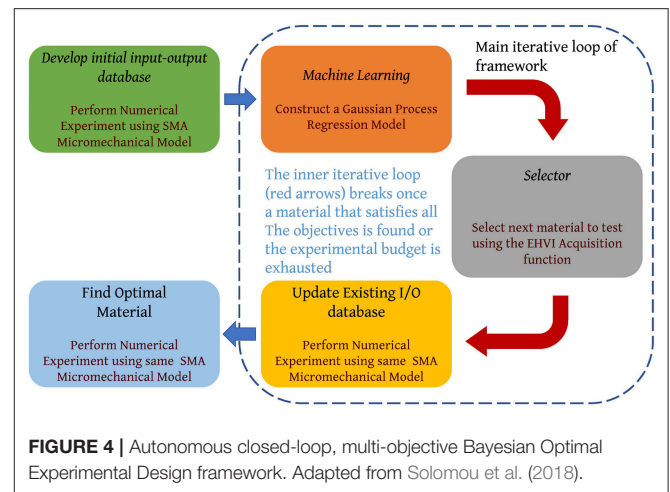 Develop initial input-output
database
Perform Numerical
Experiment using SMA
Micromechanical Model
Machine Learning
Construct a Gaussian Process
Regression Model
Main iterative loop of
framework
Selector
Select next material to test
using the EHVI Acquisition
function
The inner iterative loop
(red arrows) breaks once
a material that satisfies all
The objectives is found or
the experimental budget is
exhausted
Find Optimal
Material
Perform Numerical
Experiment using same SMA
Micromechanical Model
Update Existing I/O
database
Perform Numerical
Experiment using same SMA
Micromechanical Model
FIGURE 4 | Autonomous closed-loop, multi-objective Bayesian Optimal
Experimental Design framework. Adapted from Solomou et al. (2018).